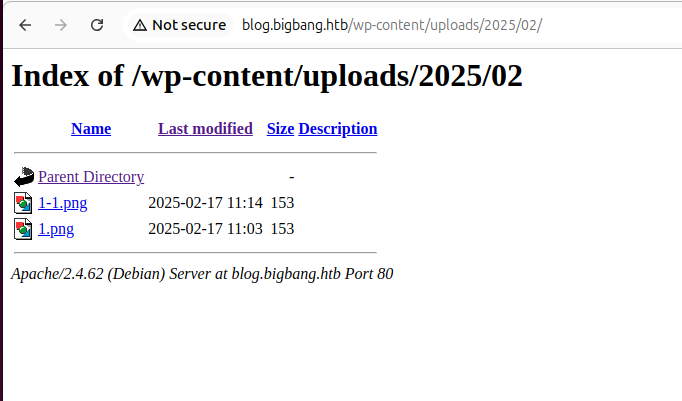 Not secure blog.bigbang.htb/wp-content/uploads/2025/02/
Index of /wp-content/uploads/2025/02
Name Last modified Size Description
Parent Directory -
1-1.png 2025-02-17 11:14 153
1.png 2025-02-17 11:03 153
Apache/2.4.62 (Debian) Server at blog.bigbang.htb Port 80